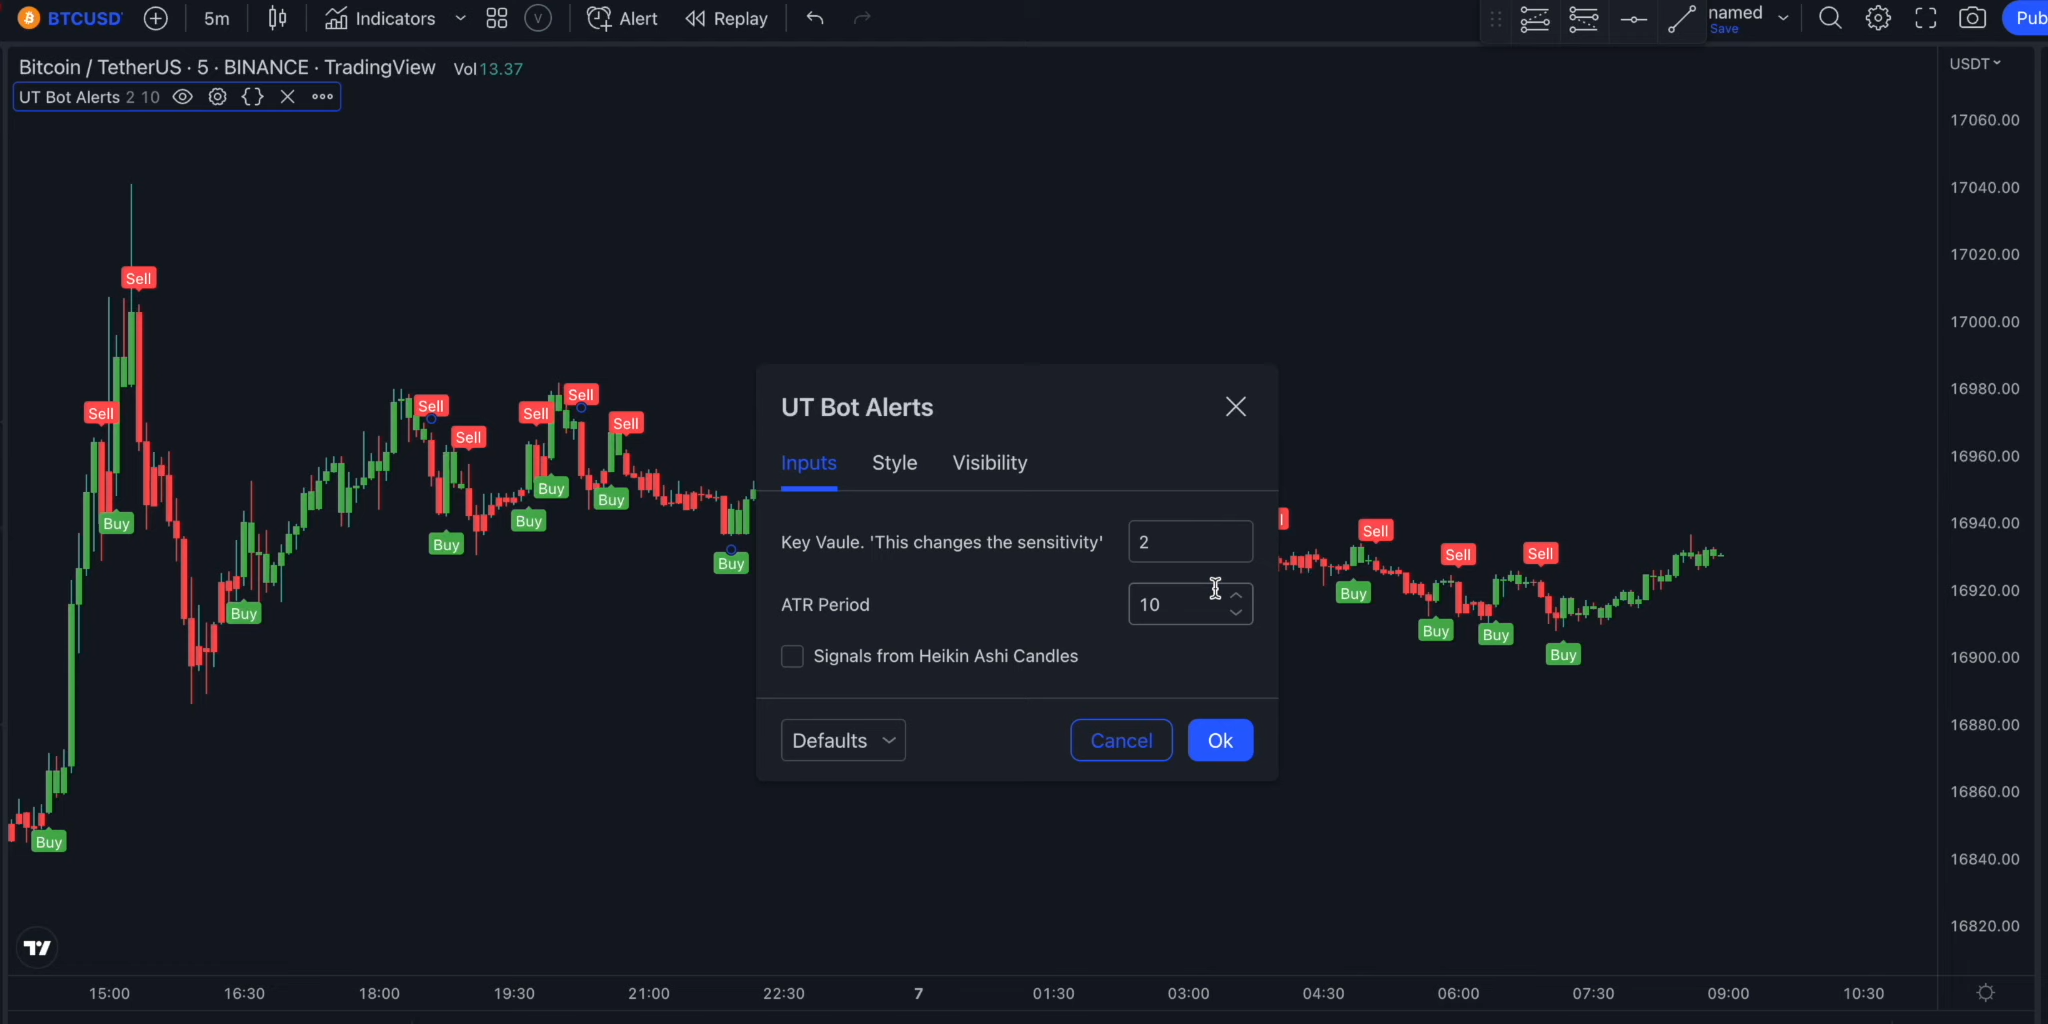 BTCUSD 5m Indicators V Alert Replay named Pub
Save
Bitcoin / TetherUS · 5 · BINANCE · TradingView Vol 13.37
USDT
UT Bot Alerts 2 10
17060.00
17040.00
17020.00
17000.00
16980.00
16960.00
16940.00
16920.00
16900.00
16880.00
16860.00
16840.00
16820.00
Sell
Sell
Buy
Buy
Buy
Sell
Sell
Buy
Sell
Buy
Buy
Sell
Buy
Sell
Buy
UT Bot Alerts
Inputs Style Visibility
Key Vaule. 'This changes the sensitivity' 2
ATR Period 10
Signals from Heikin Ashi Candles
Defaults Cancel Ok
Sell
Buy
Sell
Buy
Sell
Buy
Buy
15:00 16:30 18:00 19:30 21:00 22:30 7 01:30 03:00 04:30 06:00 07:30 09:00 10:30